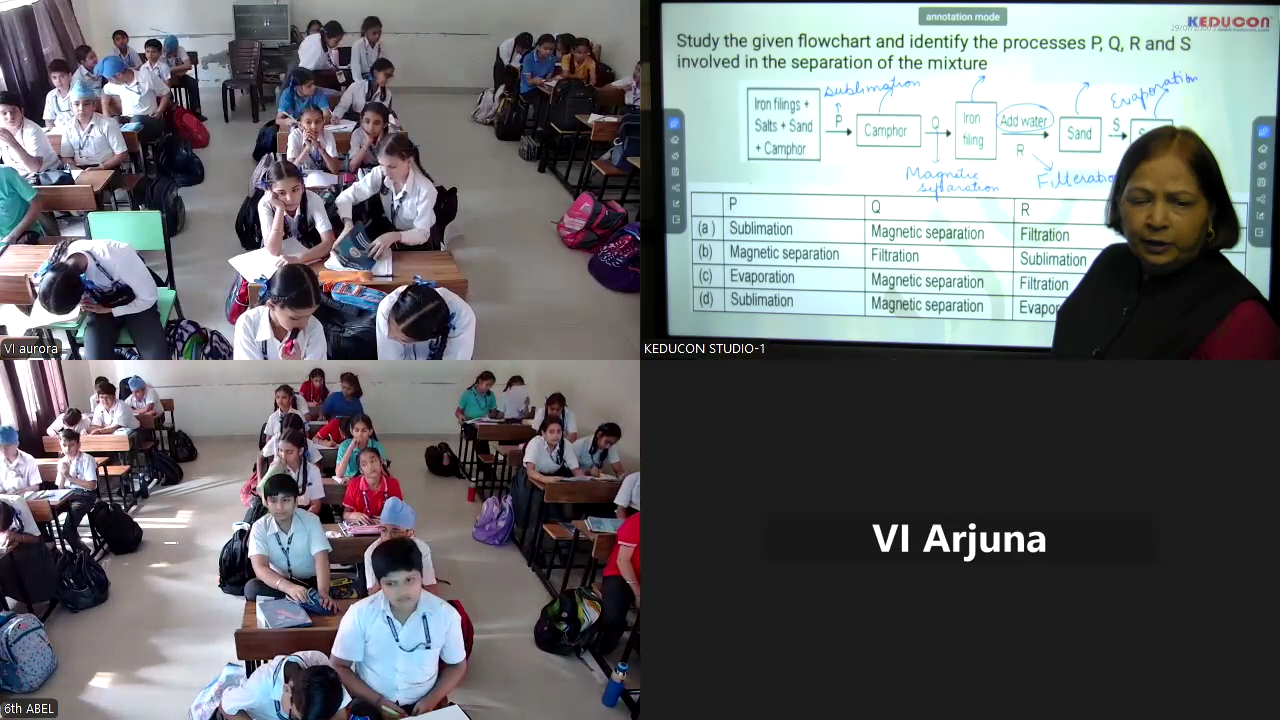 annotation mode
KEDUCON
Study the given flowchart and identify the processes P, Q, R and S
involved in the separation of the mixture
sublimation
Evaporation
Iron filings +
Salts + Sand
+ Camphor
P
Camphor
Q
Iron
filing
Add water
R
Sand
S
Magnetic
separation
P Q R
(a) Sublimation Magnetic separation Filtration
(b) Magnetic separation Filtration Sublimation
(c) Evaporation Magnetic separation Filtration
(d) Sublimation Magnetic separation
VI aurora
KEDUCON STUDIO-1
6th ABEL
VI Arjuna